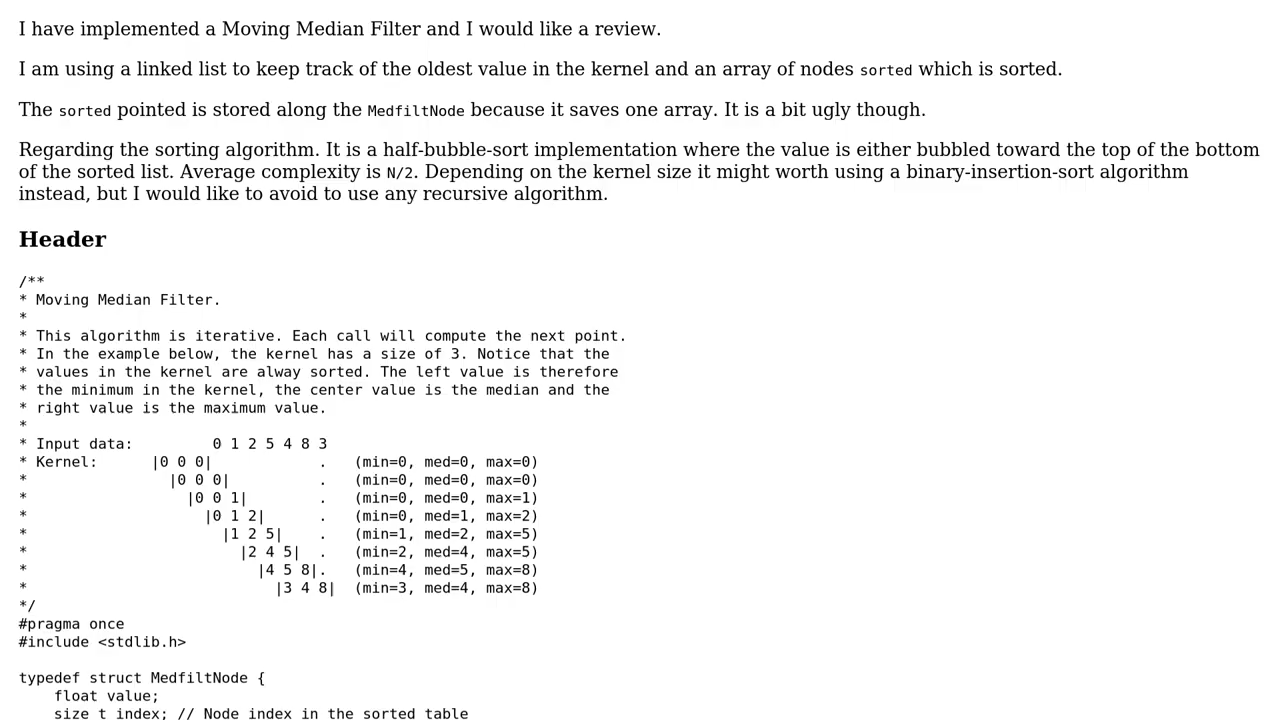 I have implemented a Moving Median Filter and I would like a review.
I am using a linked list to keep track of the oldest value in the kernel and an array of nodes sorted which is sorted.
The sorted pointed is stored along the MedfiltNode because it saves one array. It is a bit ugly though.
Regarding the sorting algorithm. It is a half-bubble-sort implementation where the value is either bubbled toward the top of the bottom
of the sorted list. Average complexity is N/2. Depending on the kernel size it might worth using a binary-insertion-sort algorithm
instead, but I would like to avoid to use any recursive algorithm.
Header
/**
* Moving Median Filter.
*
* This algorithm is iterative. Each call will compute the next point.
* In the example below, the kernel has a size of 3. Notice that the
* values in the kernel are alway sorted. The left value is therefore
* the minimum in the kernel, the center value is the median and the
* right value is the maximum value.
*
* Input data:         0 1 2 5 4 8 3
* Kernel:      |0 0 0|            .   (min=0, med=0, max=0)
*                |0 0 0|          .   (min=0, med=0, max=0)
*                  |0 0 1|        .   (min=0, med=0, max=1)
*                    |0 1 2|      .   (min=0, med=1, max=2)
*                      |1 2 5|    .   (min=1, med=2, max=5)
*                        |2 4 5|  .   (min=2, med=4, max=5)
*                          |4 5 8|.   (min=4, med=5, max=8)
*                            |3 4 8|  (min=3, med=4, max=8)
*/
#pragma once
#include <stdlib.h>
typedef struct MedfiltNode {
    float value;
    size_t index; // Node index in the sorted table